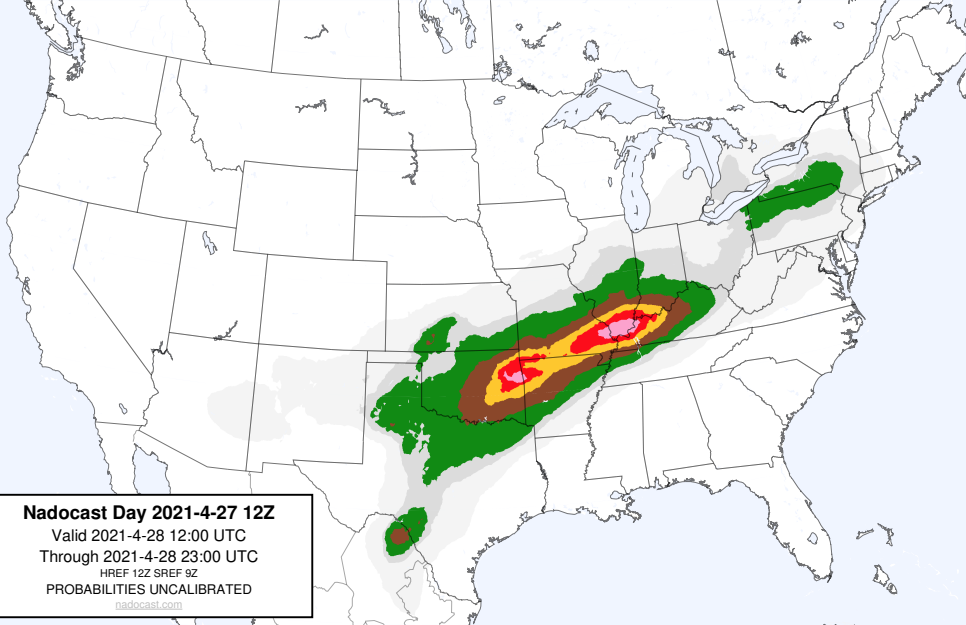 Nadocast Day 2021-4-27 12Z
Valid 2021-4-28 12:00 UTC
Through 2021-4-28 23:00 UTC
HREF 12Z SREF 9Z
PROBABILITIES UNCALIBRATED
nadocast.com